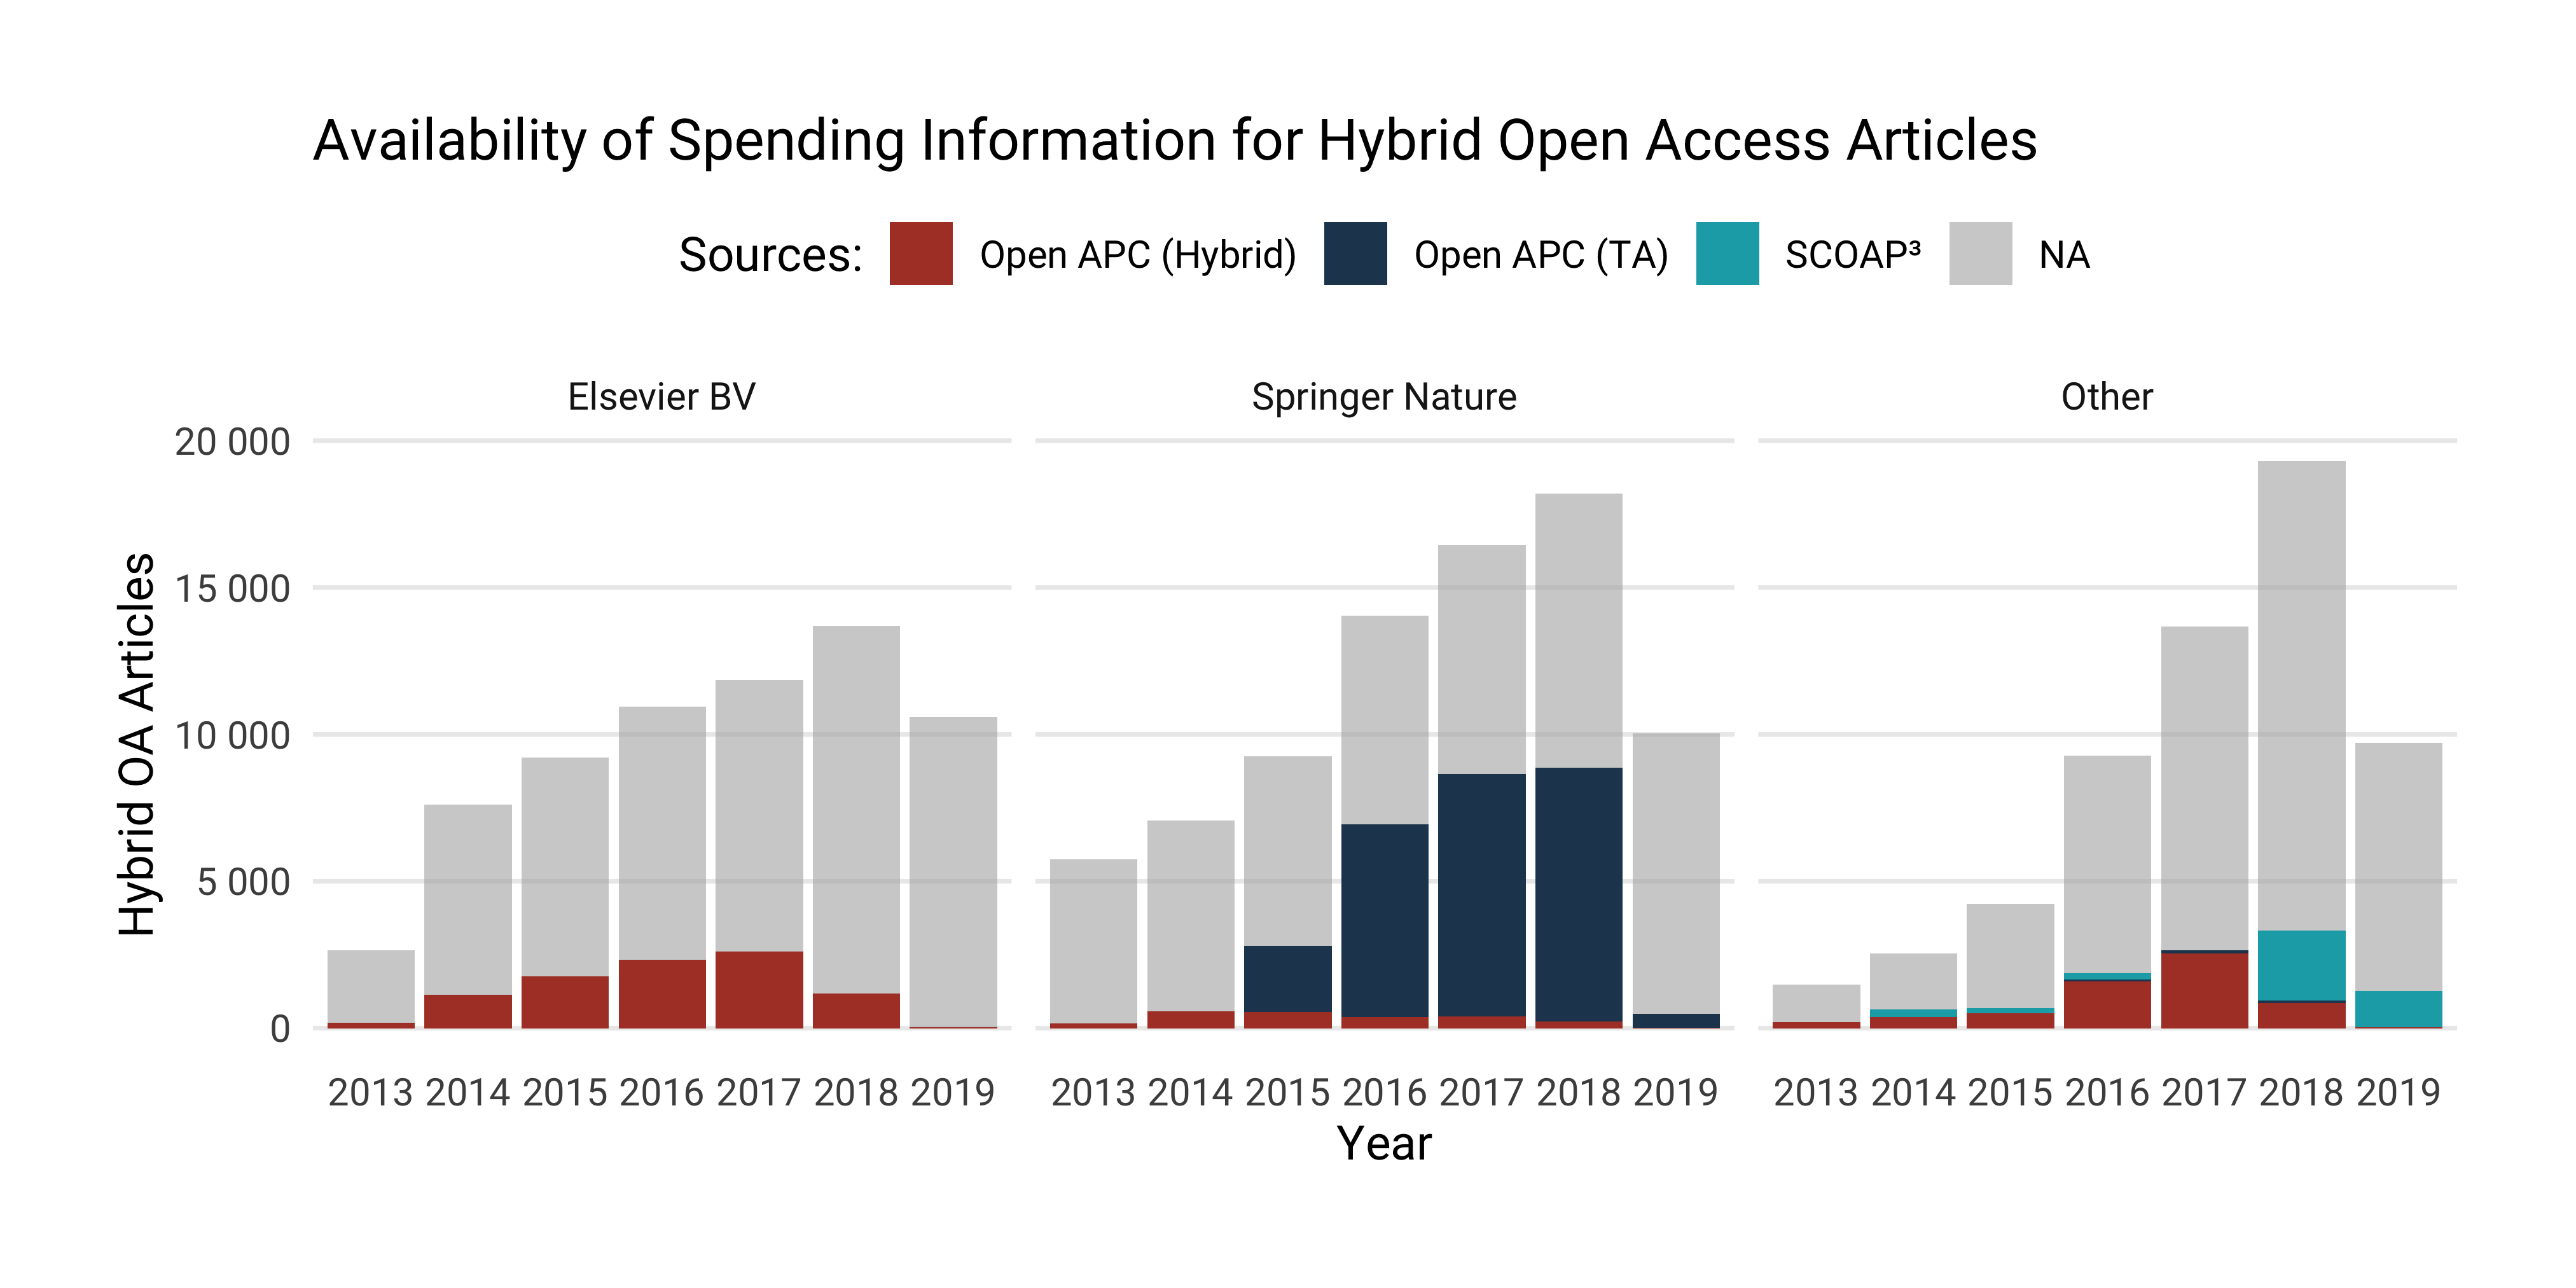 Availability of Spending Information for Hybrid Open Access Articles
Sources: Open APC (Hybrid) Open APC (TA) SCOAP³ NA
Elsevier BV Springer Nature Other
20 000
15 000
10 000
5 000
0
Hybrid OA Articles
2013 2014 2015 2016 2017 2018 2019 2013 2014 2015 2016 2017 2018 2019 2013 2014 2015 2016 2017 2018 2019
Year